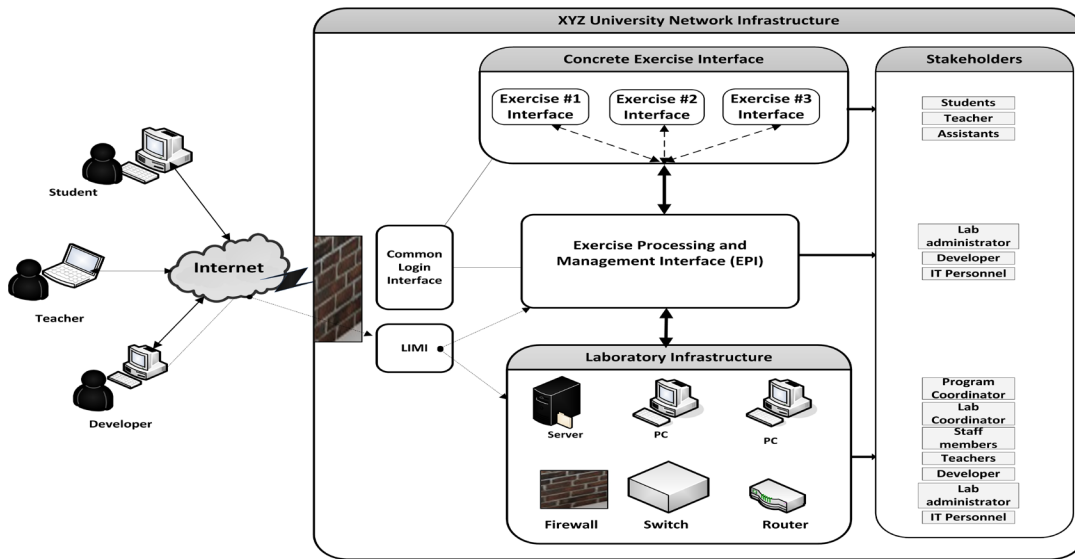 XYZ University Network Infrastructure
Concrete Exercise Interface
Exercise #1
Interface
Exercise #2
Interface
Exercise #3
Interface
Stakeholders
Students
Teacher
Assistants
Student
Internet
Teacher
Developer
Common
Login
Interface
LIMI
Exercise Processing and
Management Interface (EPI)
Lab
administrator
Developer
IT Personnel
Laboratory Infrastructure
Server
PC
PC
Firewall
Switch
Router
Program
Coordinator
Lab
Coordinator
Staff
members
Teachers
Developer
Lab
administrator
IT Personnel